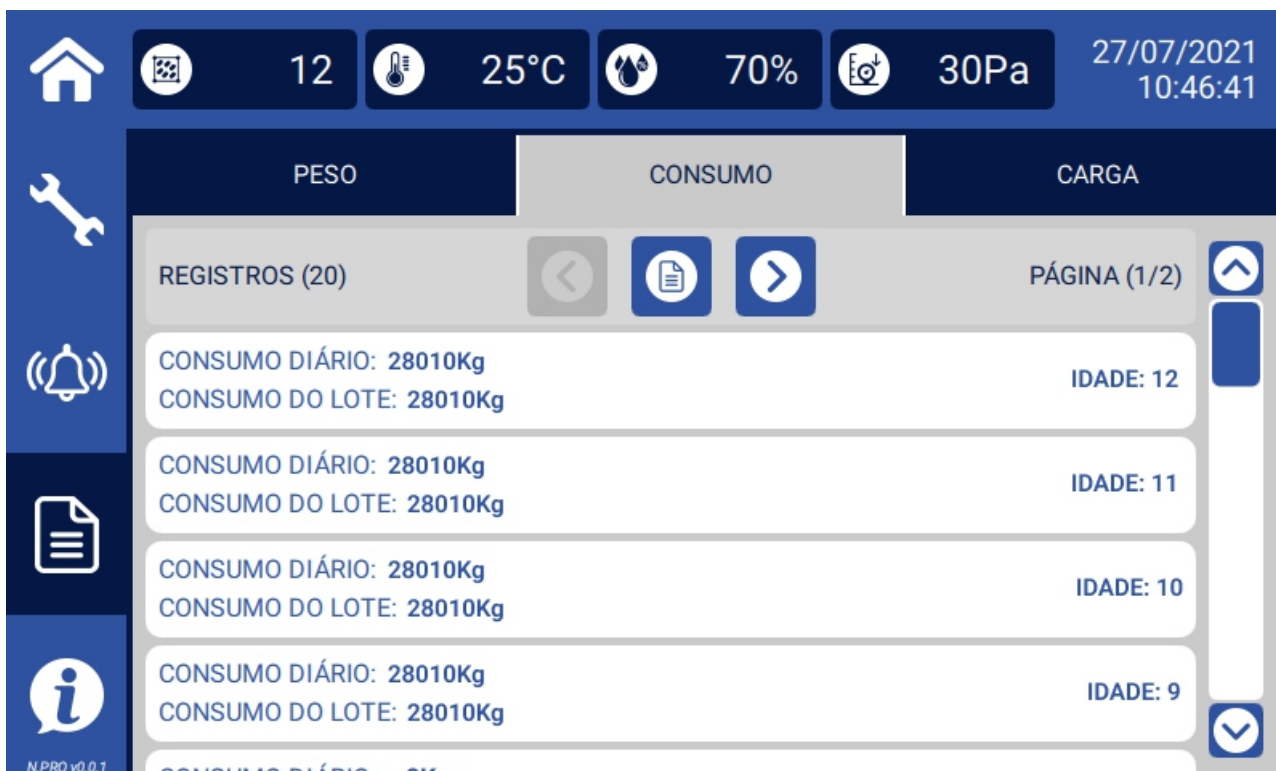 12
25°C
70%
30Pa
27/07/2021
10:46:41
PESO
CONSUMO
CARGA
REGISTROS (20)
PÁGINA (1/2)
CONSUMO DIÁRIO: 28010Kg
CONSUMO DO LOTE: 28010Kg
IDADE: 12
CONSUMO DIÁRIO: 28010Kg
CONSUMO DO LOTE: 28010Kg
IDADE: 11
CONSUMO DIÁRIO: 28010Kg
CONSUMO DO LOTE: 28010Kg
IDADE: 10
CONSUMO DIÁRIO: 28010Kg
CONSUMO DO LOTE: 28010Kg
IDADE: 9
CONSUMO DIÁRIO:
N.PRO v0.0.1